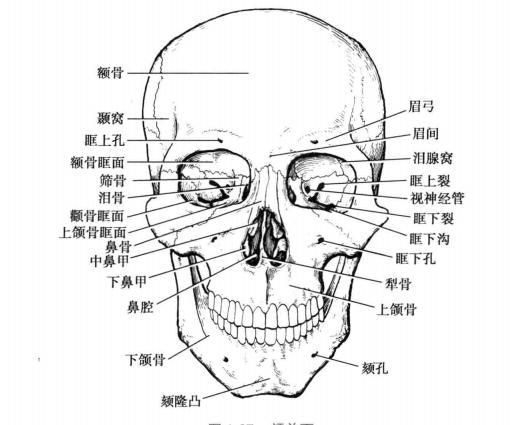 额骨
颞窝
眶上孔
额骨眶面
筛骨
泪骨
颧骨眶面
上颌骨眶面
鼻骨
中鼻甲
下鼻甲
鼻腔
下颌骨
颏隆凸
眉弓
眉间
泪腺窝
眶上裂
视神经管
眶下裂
眶下沟
眶下孔
犁骨
上颌骨
颏孔